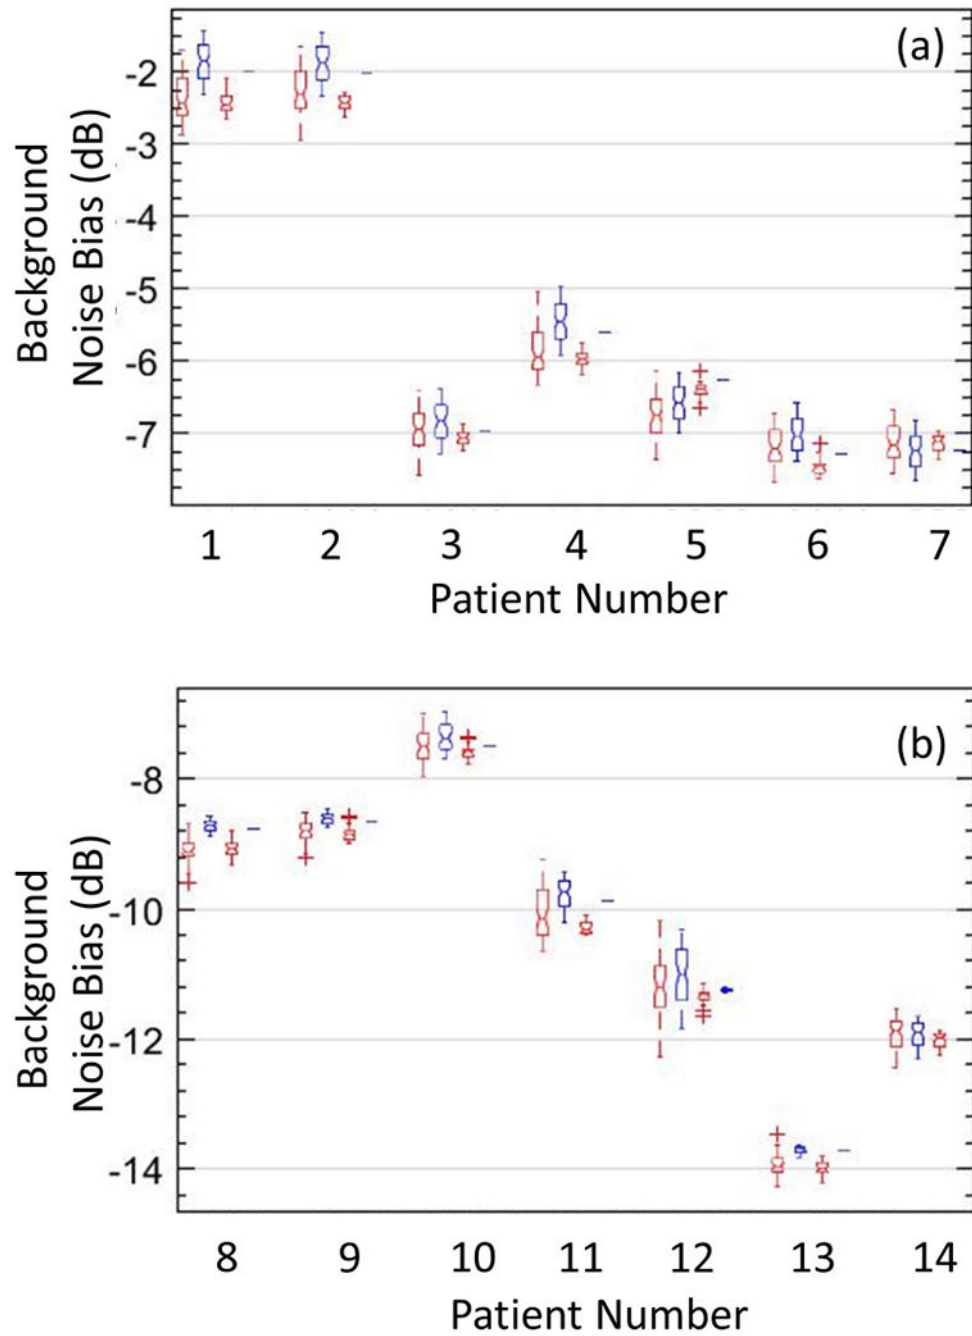 (a)
Background
Noise Bias (dB)
-2
-3
-4
-5
-6
-7
1 2 3 4 5 6 7
Patient Number
(b)
Background
Noise Bias (dB)
-8
-10
-12
-14
8 9 10 11 12 13 14
Patient Number